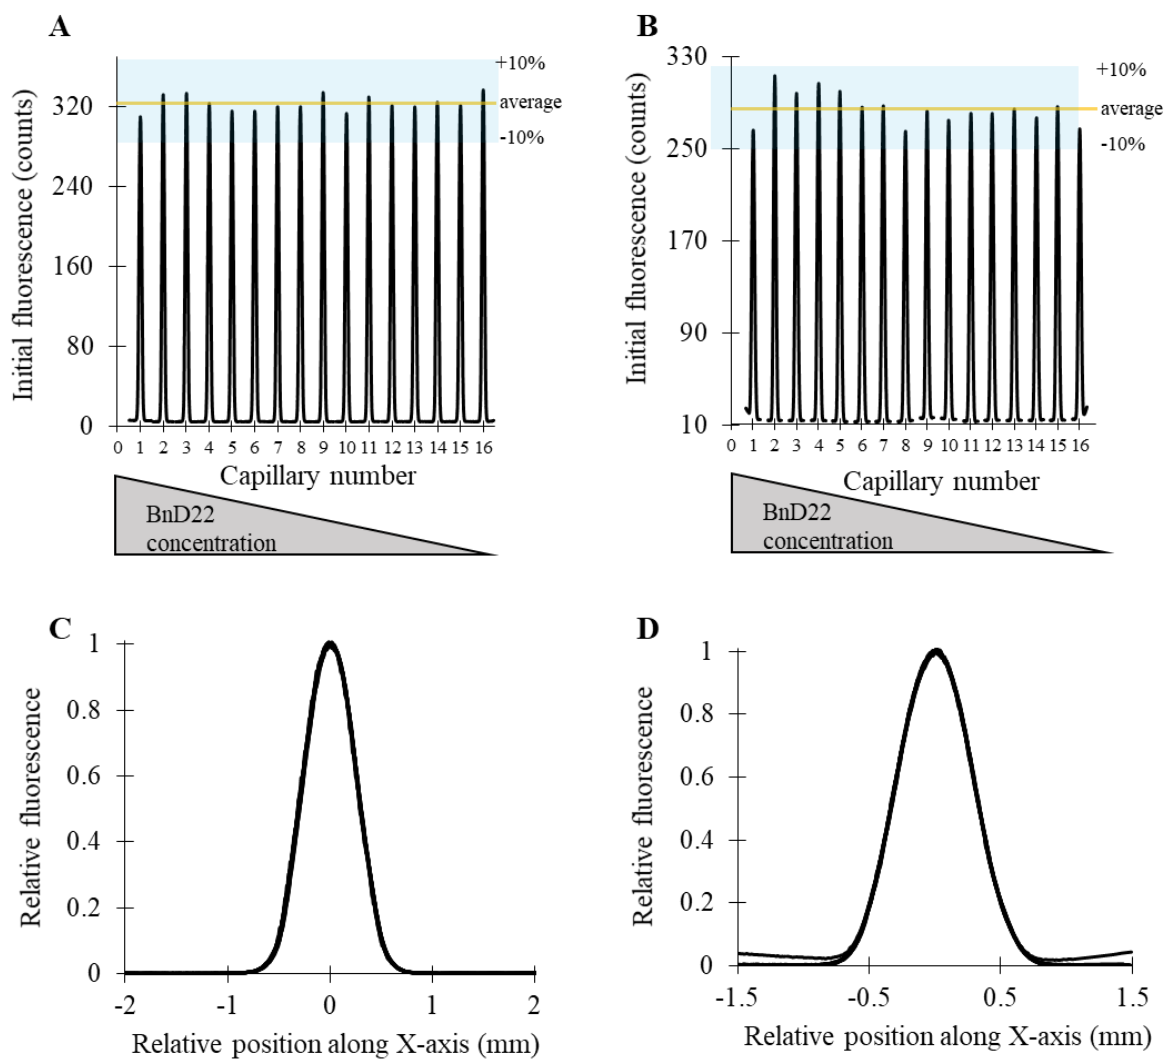 A
Initial fluorescence (counts)
320
240
160
80
0
+10%
average
-10%
0 1 2 3 4 5 6 7 8 9 10 11 12 13 14 15 16
Capillary number
BnD22
concentration
B
Initial fluorescence (counts)
330
250
170
90
10
+10%
average
-10%
0 1 2 3 4 5 6 7 8 9 10 11 12 13 14 15 16
Capillary number
BnD22
concentration
C
Relative fluorescence
1
0.8
0.6
0.4
0.2
0
-2 -1 0 1 2
Relative position along X-axis (mm)
D
Relative fluorescence
1
0.8
0.6
0.4
0.2
0
-1.5 -0.5 0.5 1.5
Relative position along X-axis (mm)